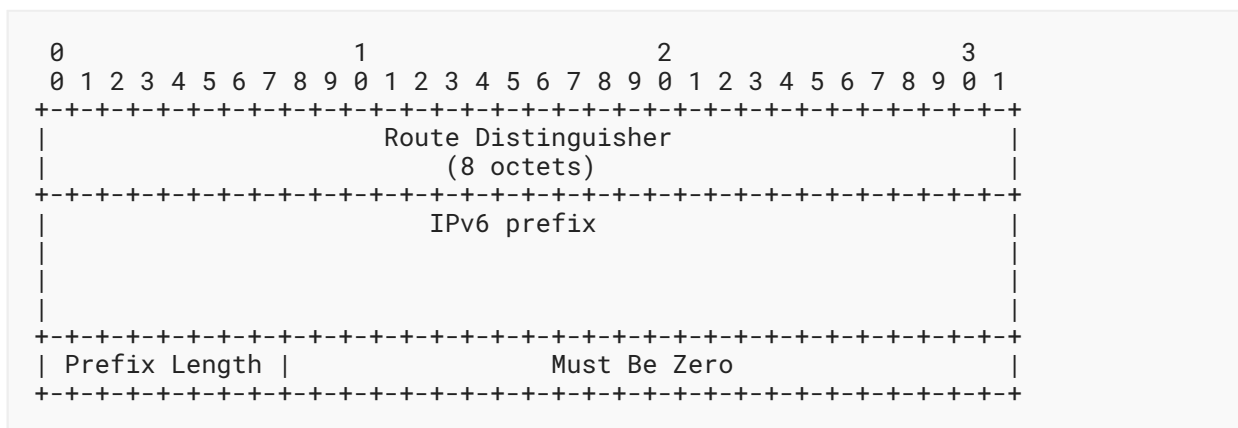 0                   1                   2                   3
 0 1 2 3 4 5 6 7 8 9 0 1 2 3 4 5 6 7 8 9 0 1 2 3 4 5 6 7 8 9 0 1
+-+-+-+-+-+-+-+-+-+-+-+-+-+-+-+-+-+-+-+-+-+-+-+-+-+-+-+-+-+-+-+-+
|                      Route Distinguisher                      |
|                          (8 octets)                           |
+-+-+-+-+-+-+-+-+-+-+-+-+-+-+-+-+-+-+-+-+-+-+-+-+-+-+-+-+-+-+-+-+
|                         IPv6 prefix                           |
|                                                               |
|                                                               |
|                                                               |
+-+-+-+-+-+-+-+-+-+-+-+-+-+-+-+-+-+-+-+-+-+-+-+-+-+-+-+-+-+-+-+-+
| Prefix Length |                 Must Be Zero                  |
+-+-+-+-+-+-+-+-+-+-+-+-+-+-+-+-+-+-+-+-+-+-+-+-+-+-+-+-+-+-+-+-+